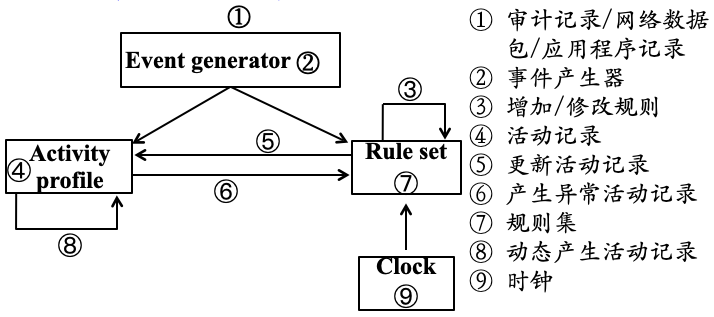 ①
Event generator ②
③
④ Activity profile
⑤
⑥
Rule set
⑦
⑧
Clock
⑨
① 审计记录/网络数据
包/应用程序记录
② 事件产生器
③ 增加/修改规则
④ 活动记录
⑤ 更新活动记录
⑥ 产生异常活动记录
⑦ 规则集
⑧ 动态产生活动记录
⑨ 时钟